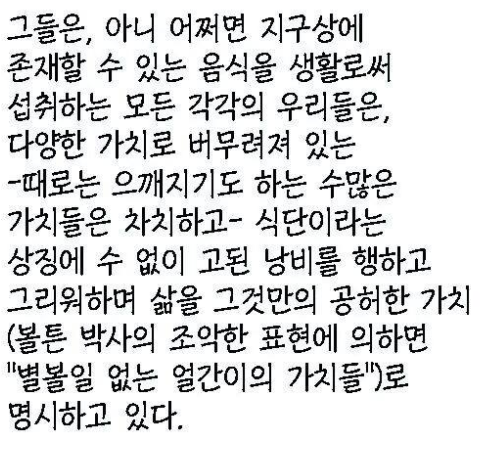 그들은, 아니 어쩌면 지구상에
존재할 수 있는 음식을 생활로써
섭취하는 모든 각각의 우리들은,
다양한 가치로 버무려져 있는
-때로는 으깨지기도 하는 수많은
가치들은 차치하고- 식단이라는
상징에 수 없이 고된 낭비를 행하고
그리워하며 삶을 그것만의 공허한 가치
(볼튼 박사의 조악한 표현에 의하면
"별볼일 없는 얼간이의 가치들")로
명시하고 있다.